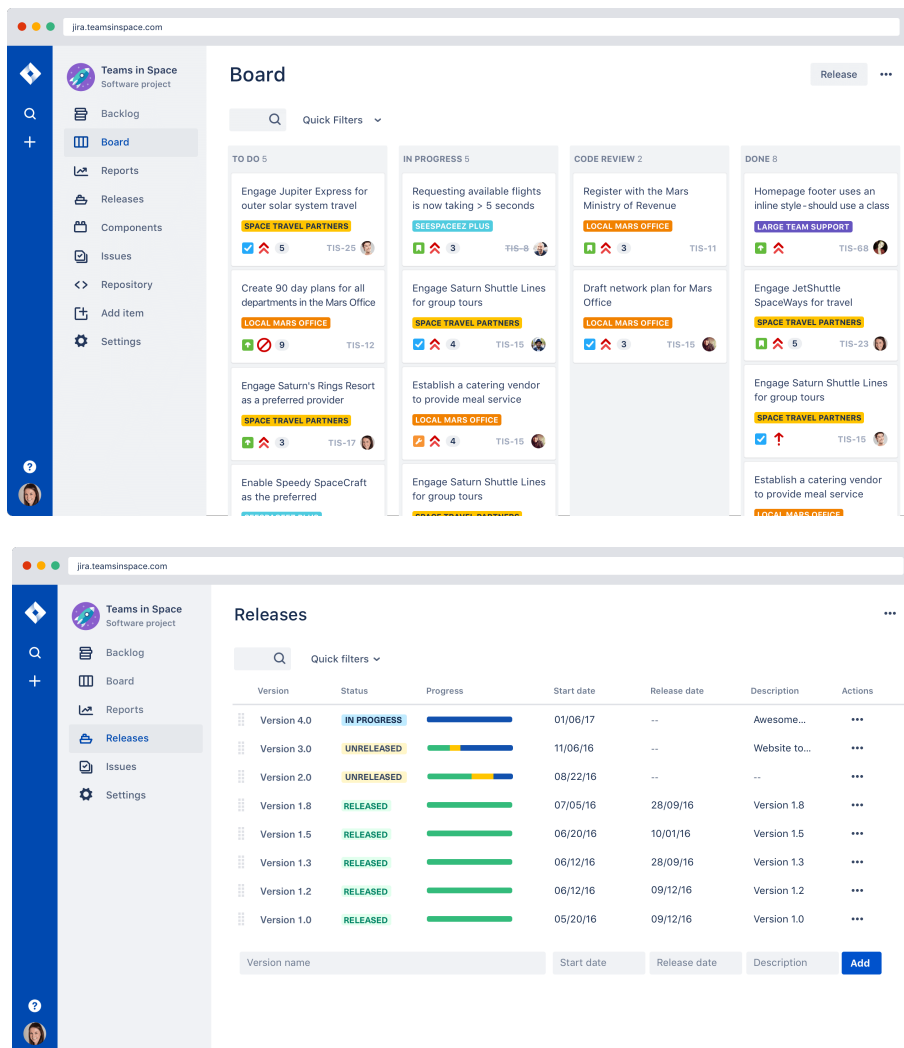 jira.teamsinspace.com
Teams in Space
Software project
Backlog
Board
Reports
Releases
Components
Issues
Repository
Add item
Settings
?
Board
Release
Quick Filters
TO DO 5
Engage Jupiter Express for
outer solar system travel
SPACE TRAVEL PARTNERS
5 TIS-25
Create 90 day plans for all
departments in the Mars Office
LOCAL MARS OFFICE
9 TIS-12
Engage Saturn's Rings Resort
as a preferred provider
SPACE TRAVEL PARTNERS
3 TIS-17
Enable Speedy SpaceCraft
as the preferred
IN PROGRESS 5
Requesting available flights
is now taking > 5 seconds
SEESPACEEZ PLUS
3 TIS-8
Engage Saturn Shuttle Lines
for group tours
SPACE TRAVEL PARTNERS
4 TIS-15
Establish a catering vendor
to provide meal service
LOCAL MARS OFFICE
4 TIS-15
Engage Saturn Shuttle Lines
for group tours
SPACE TRAVEL PARTNERS
CODE REVIEW 2
Register with the Mars
Ministry of Revenue
LOCAL MARS OFFICE
3 TIS-11
Draft network plan for Mars
Office
LOCAL MARS OFFICE
3 TIS-15
DONE 8
Homepage footer uses an
inline style-should use a class
LARGE TEAM SUPPORT
TIS-68
Engage JetShuttle
SpaceWays for travel
SPACE TRAVEL PARTNERS
5 TIS-23
Engage Saturn Shuttle Lines
for group tours
SPACE TRAVEL PARTNERS
TIS-15
Establish a catering vendor
to provide meal service
LOCAL MARS OFFICE
jira.teamsinspace.com
Teams in Space
Software project
Backlog
Board
Reports
Releases
Issues
Settings
?
Releases
Quick filters
Version Status Progress Start date Release date Description Actions
Version 4.0 IN PROGRESS 01/06/17 -- Awesome...
Version 3.0 UNRELEASED 11/06/16 -- Website to...
Version 2.0 UNRELEASED 08/22/16 -- --
Version 1.8 RELEASED 07/05/16 28/09/16 Version 1.8
Version 1.5 RELEASED 06/20/16 10/01/16 Version 1.5
Version 1.3 RELEASED 06/12/16 28/09/16 Version 1.3
Version 1.2 RELEASED 06/12/16 09/12/16 Version 1.2
Version 1.0 RELEASED 05/20/16 09/12/16 Version 1.0
Version name Start date Release date Description Add